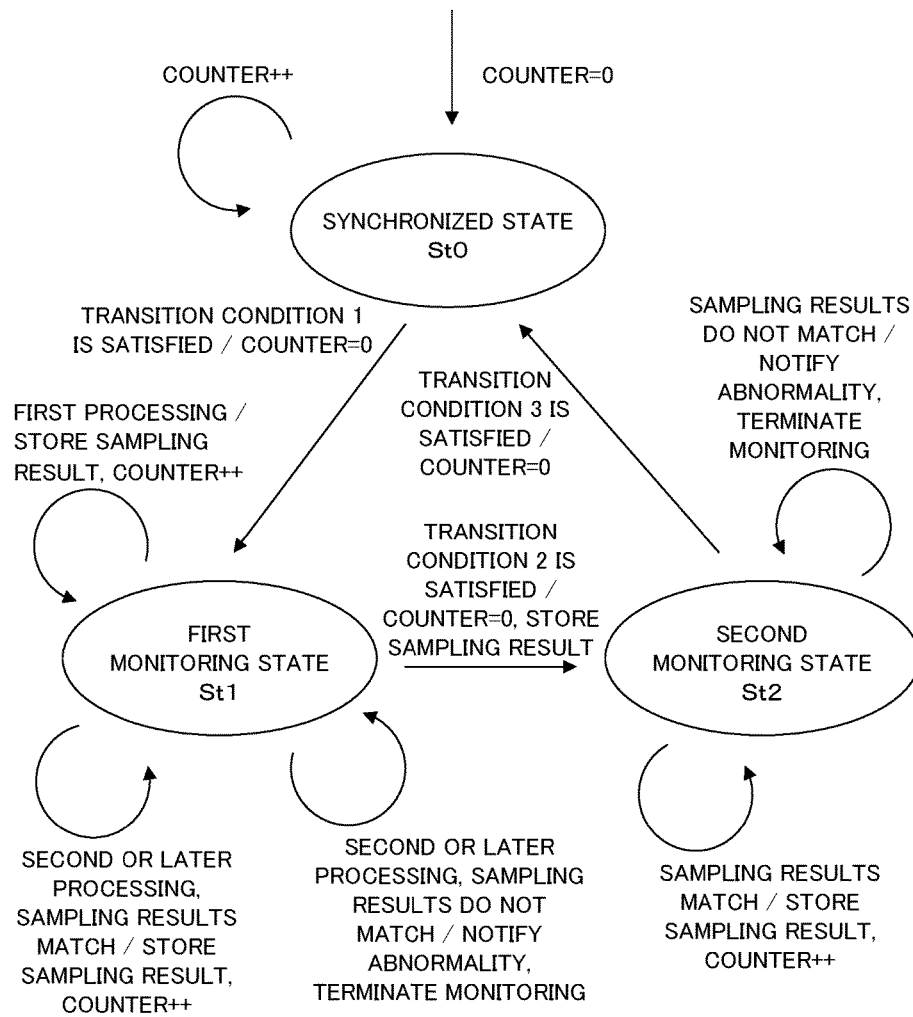 COUNTER++
COUNTER=0
SYNCHRONIZED STATE
St0
TRANSITION CONDITION 1
IS SATISFIED / COUNTER=0
SAMPLING RESULTS
DO NOT MATCH /
NOTIFY
ABNORMALITY,
TERMINATE
MONITORING
TRANSITION
CONDITION 3 IS
SATISFIED /
COUNTER=0
FIRST PROCESSING /
STORE SAMPLING
RESULT, COUNTER++
TRANSITION
CONDITION 2 IS
SATISFIED /
COUNTER=0, STORE
SAMPLING RESULT
FIRST
MONITORING STATE
St1
SECOND
MONITORING STATE
St2
SECOND OR LATER
PROCESSING,
SAMPLING RESULTS
MATCH / STORE
SAMPLING RESULT,
COUNTER++
SECOND OR LATER
PROCESSING, SAMPLING
RESULTS DO NOT
MATCH / NOTIFY
ABNORMALITY,
TERMINATE MONITORING
SAMPLING RESULTS
MATCH / STORE
SAMPLING RESULT,
COUNTER++